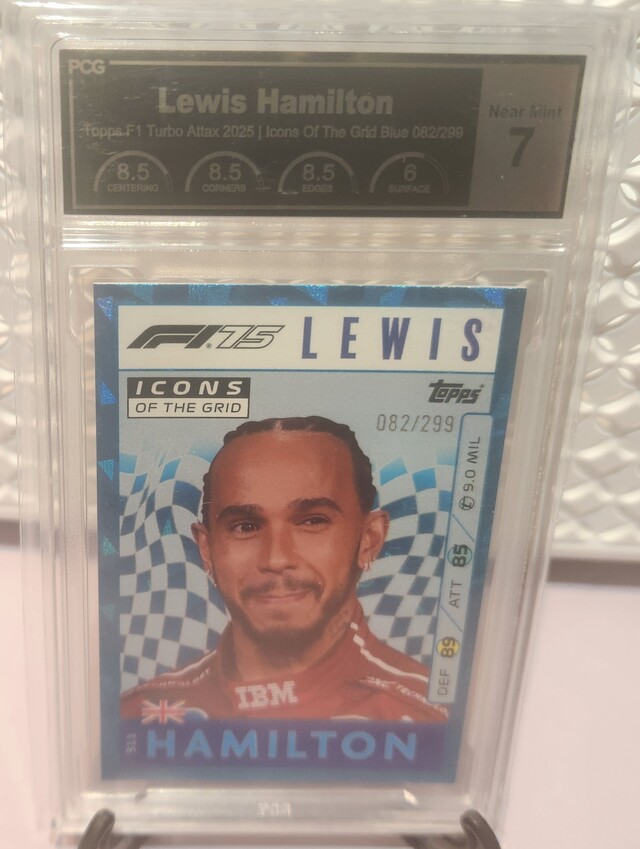 PCG
Lewis Hamilton
Topps F1 Turbo Attax 2025 | Icons Of The Grid Blue 082/299
Near Mint
7
8.5
CENTERING
8.5
CORNERS
8.5
EDGES
6
SURFACE
F1 75
LEWIS
ICONS
OF THE GRID
topps
082/299
DEF 89 / ATT 85 / 9.0 MIL
IBM
HAMILTON